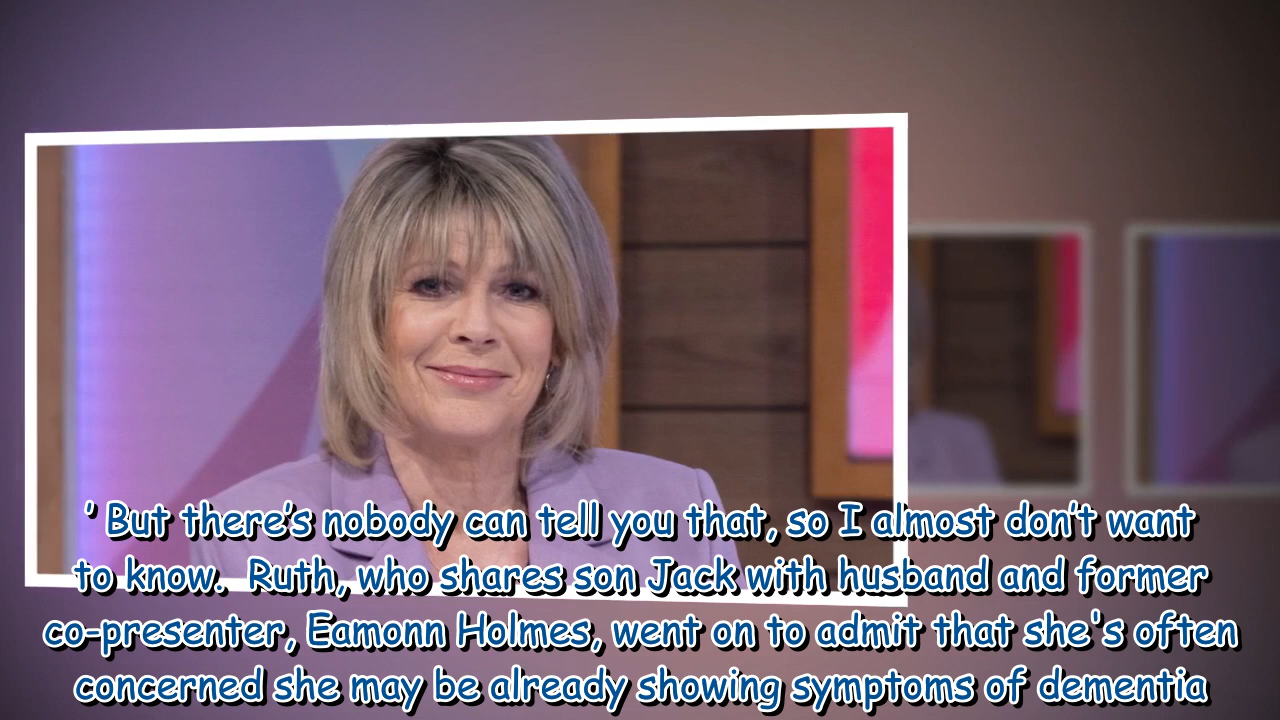 ’ But there’s nobody can tell you that, so I almost don’t want
to know.  Ruth, who shares son Jack with husband and former
co-presenter, Eamonn Holmes, went on to admit that she's often
concerned she may be already showing symptoms of dementia